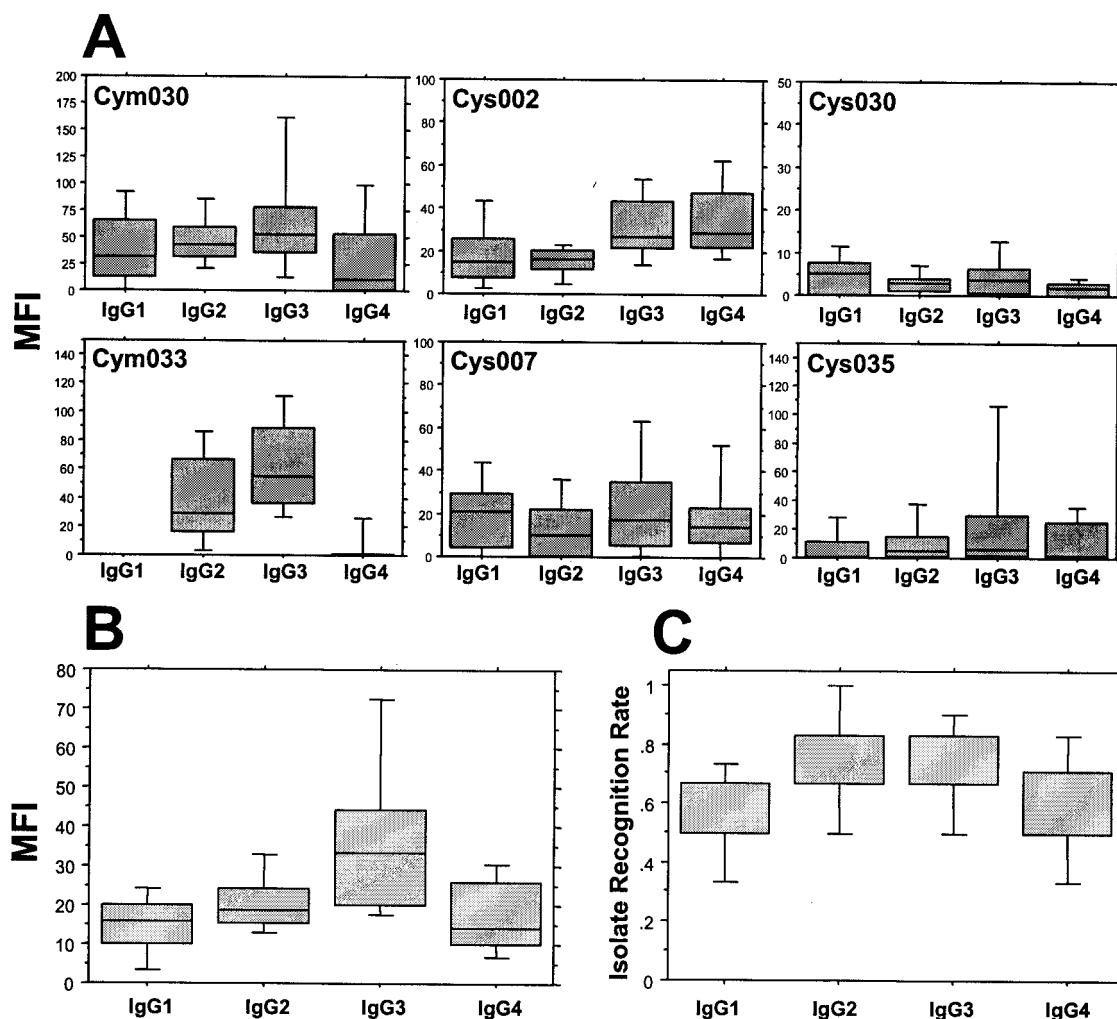 A
MFI
200
175
150
125
100
75
50
25
0
Cym030
IgG1 IgG2 IgG3 IgG4
100
80
60
40
20
0
Cys002
IgG1 IgG2 IgG3 IgG4
50
40
30
20
10
0
Cys030
IgG1 IgG2 IgG3 IgG4
140
120
100
80
60
40
20
0
Cym033
IgG1 IgG2 IgG3 IgG4
100
80
60
40
20
0
Cys007
IgG1 IgG2 IgG3 IgG4
140
120
100
80
60
40
20
0
Cys035
IgG1 IgG2 IgG3 IgG4
B
MFI
80
70
60
50
40
30
20
10
0
IgG1 IgG2 IgG3 IgG4
C
Isolate Recognition Rate
1
.8
.6
.4
.2
0
IgG1 IgG2 IgG3 IgG4